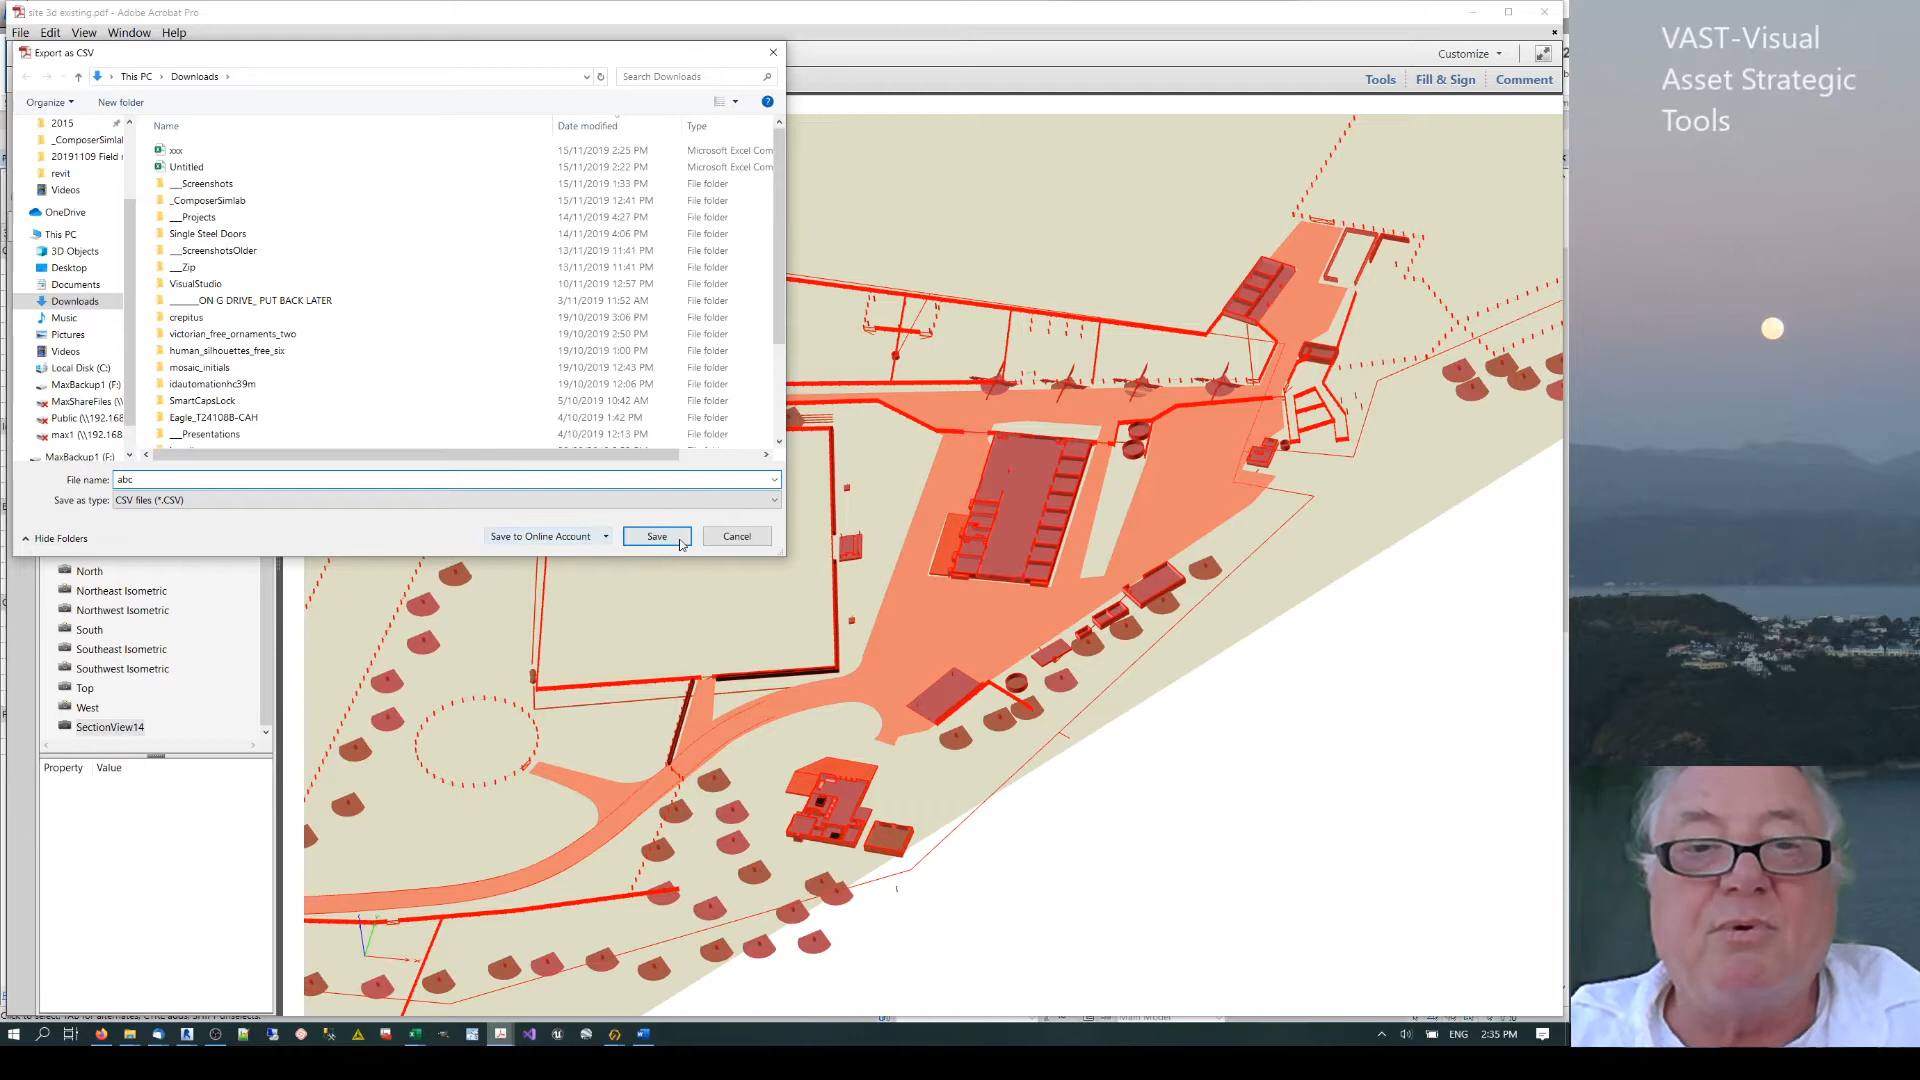 site 3d existing.pdf - Adobe Acrobat Pro
File Edit View Window Help
Export as CSV
This PC Downloads
Search Downloads
Organize New folder
Customize
Tools Fill & Sign Comment
2015
_ComposerSimlal
20191109 Field r
revit
Videos
OneDrive
This PC
3D Objects
Desktop
Documents
Downloads
Music
Pictures
Videos
Local Disk (C:)
MaxBackup1 (F:)
MaxShareFiles (\\
Public (\\192.168
max1 (\\192.168
MaxBackup1 (F:)
Name Date modified Type
xxx 15/11/2019 2:25 PM Microsoft Excel Com
Untitled 15/11/2019 2:22 PM Microsoft Excel Com
___Screenshots 15/11/2019 1:33 PM File folder
_ComposerSimlab 15/11/2019 12:41 PM File folder
___Projects 14/11/2019 4:27 PM File folder
Single Steel Doors 14/11/2019 4:06 PM File folder
___ScreenshotsOlder 13/11/2019 11:41 PM File folder
___Zip 13/11/2019 11:41 PM File folder
VisualStudio 10/11/2019 12:57 PM File folder
_______ON G DRIVE_ PUT BACK LATER 3/11/2019 11:52 AM File folder
crepitus 19/10/2019 3:06 PM File folder
victorian_free_ornaments_two 19/10/2019 2:50 PM File folder
human_silhouettes_free_six 19/10/2019 1:00 PM File folder
mosaic_initials 19/10/2019 12:43 PM File folder
idautomationhc39m 19/10/2019 12:06 PM File folder
SmartCapsLock 5/10/2019 10:42 AM File folder
Eagle_T24108B-CAH 4/10/2019 1:42 PM File folder
___Presentations 4/10/2019 12:13 PM File folder
File name: abc
Save as type: CSV files (*.CSV)
Hide Folders
Save to Online Account Save Cancel
North
Northeast Isometric
Northwest Isometric
South
Southeast Isometric
Southwest Isometric
Top
West
SectionView14
Property Value
Main Model
ENG 2:35 PM
VAST-Visual
Asset Strategic
Tools